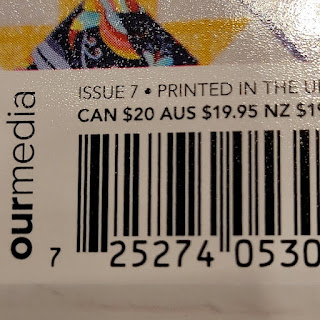 ISSUE 7 • PRINTED IN THE
CAN $20 AUS $19.95 NZ
ourmedia
7 25274 0530